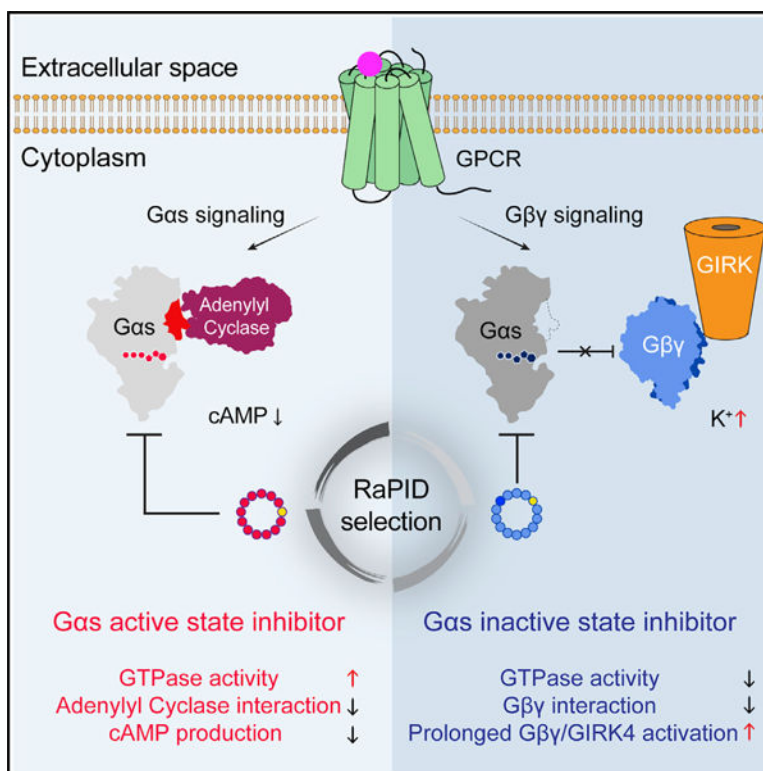 Extracellular space
Cytoplasm
GPCR
Gαs signaling
Gβγ signaling
GIRK
Gαs
Adenylyl
Cyclase
Gαs
Gβγ
cAMP ↓
K⁺↑
RaPID
selection
Gαs active state inhibitor
GTPase activity ↑
Adenylyl Cyclase interaction ↓
cAMP production ↓
Gαs inactive state inhibitor
GTPase activity ↓
Gβγ interaction ↓
Prolonged Gβγ/GIRK4 activation ↑